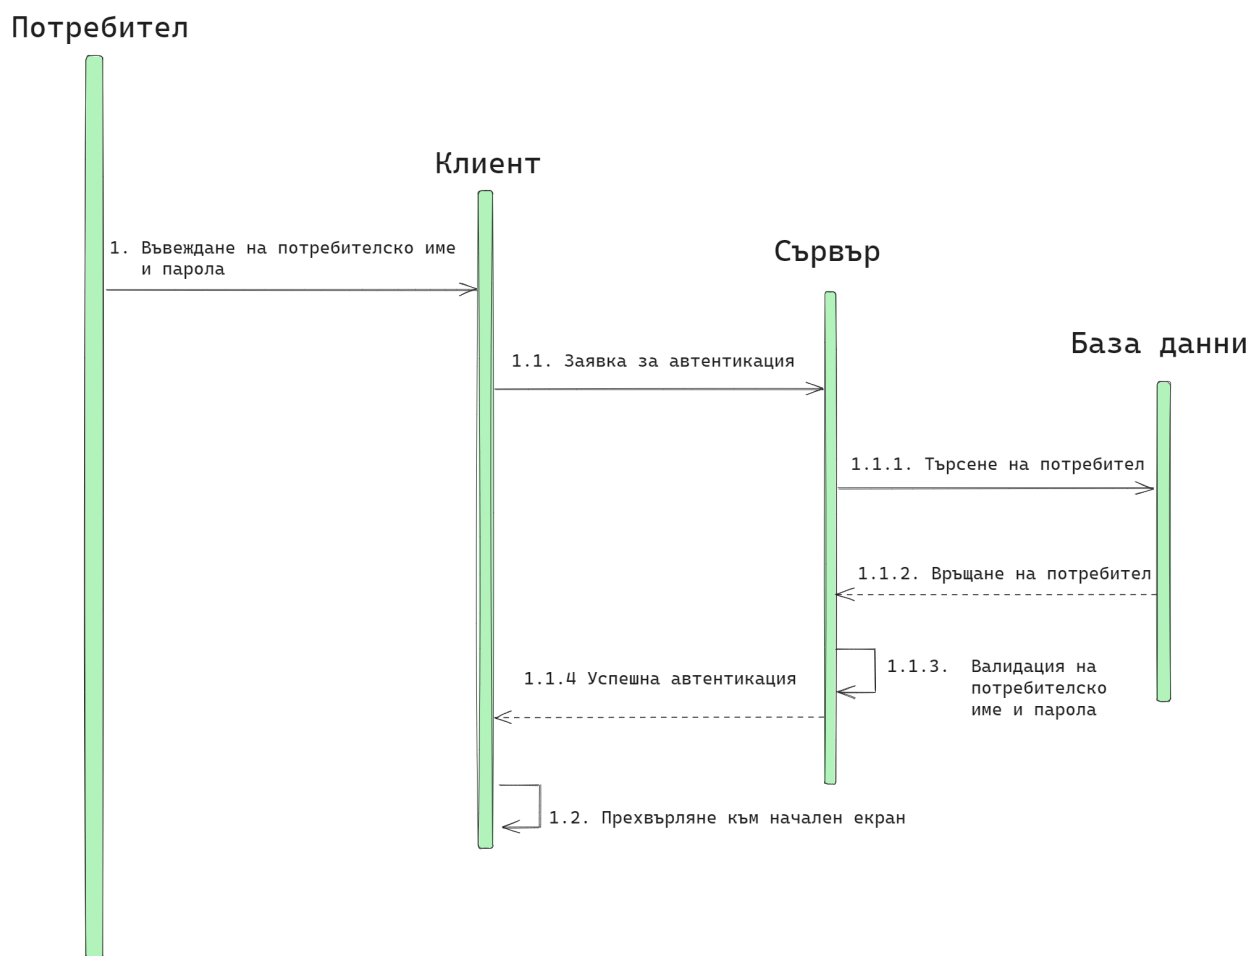 Потребител
Клиент
1. Въвеждане на потребителско име
и парола
Сървър
База данни
1.1. Заявка за автентикация
1.1.1. Търсене на потребител
1.1.2. Връщане на потребител
1.1.3. Валидация на
потребителско
име и парола
1.1.4 Успешна автентикация
1.2. Прехвърляне към начален екран